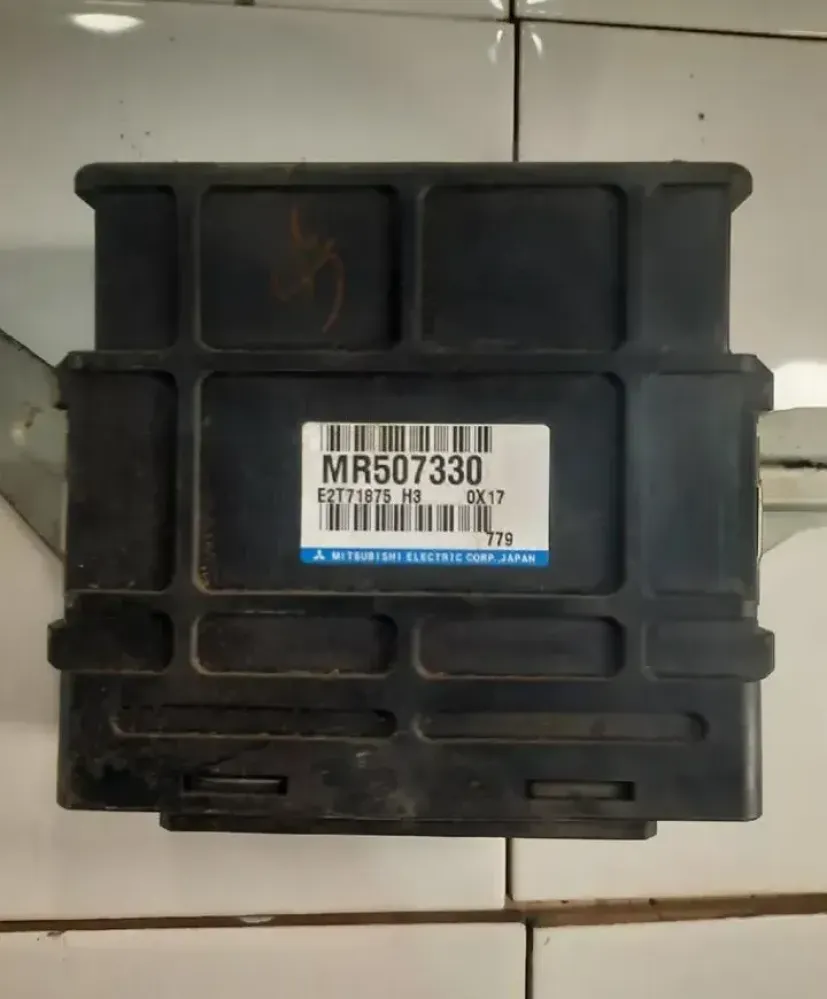 MR507330
E2T71875 H3 0X17
779
MITSUBISHI ELECTRIC CORP. JAPAN